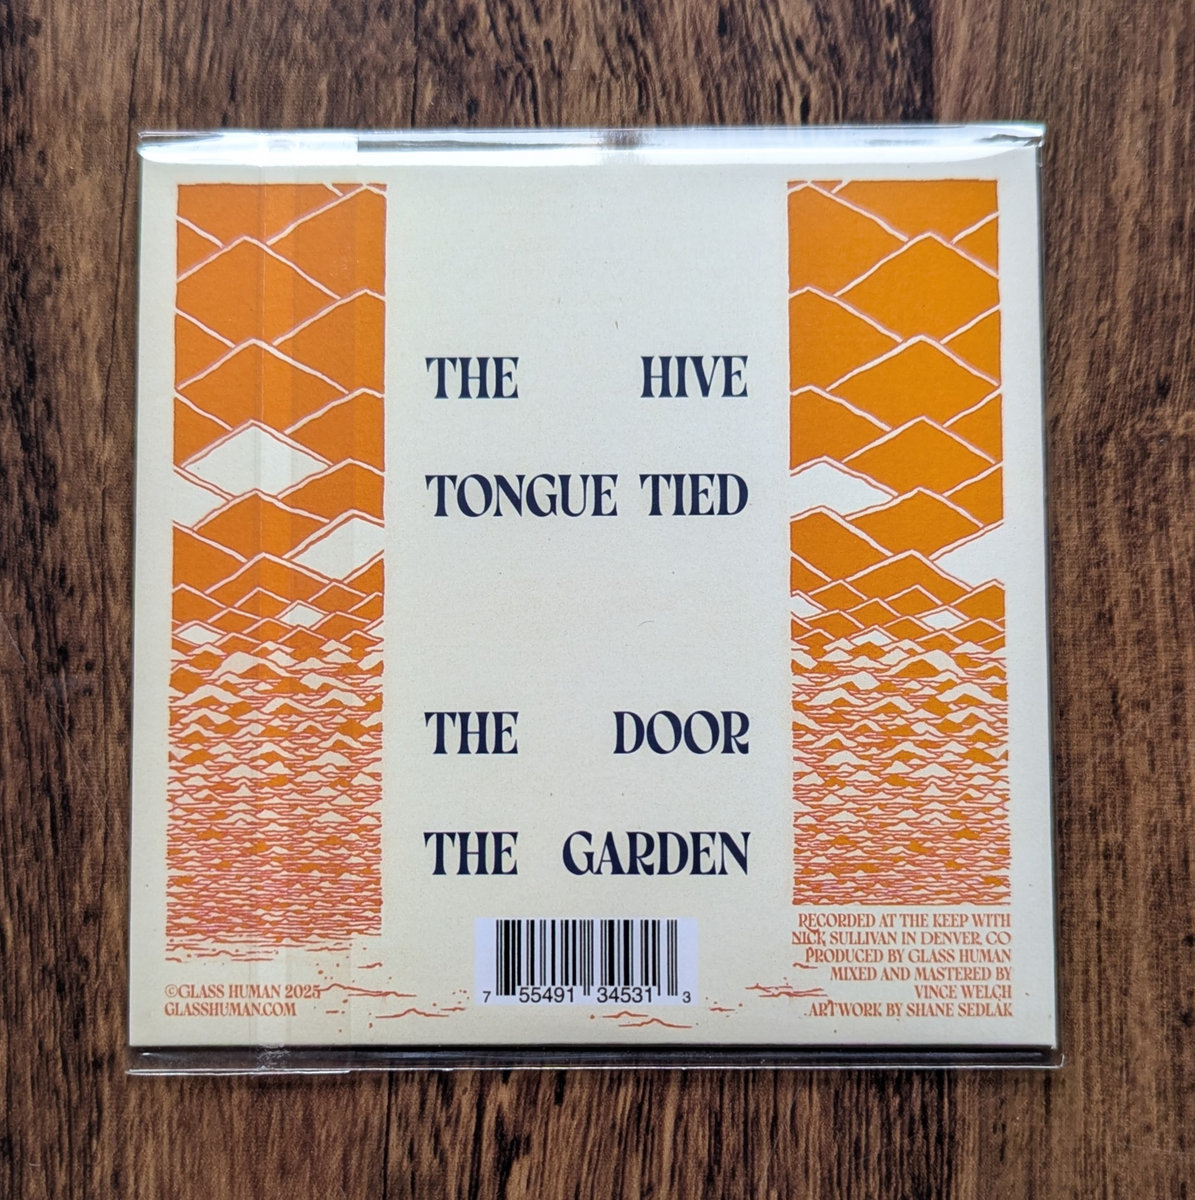 THE HIVE
TONGUE TIED
THE DOOR
THE GARDEN
7 55491 34531 3
©GLASS HUMAN 2025
GLASSHUMAN.COM
RECORDED AT THE KEEP WITH
NICK SULLIVAN IN DENVER, CO
PRODUCED BY GLASS HUMAN
MIXED AND MASTERED BY
VINCE WELCH
ARTWORK BY SHANE SEDLAK